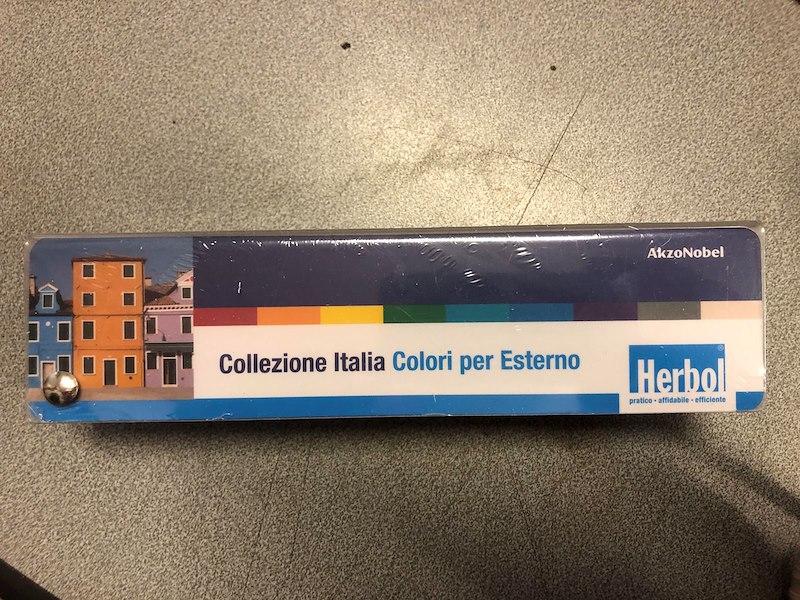 AkzoNobel
Collezione Italia Colori per Esterno
Herbol®
pratico • affidabile • efficiente